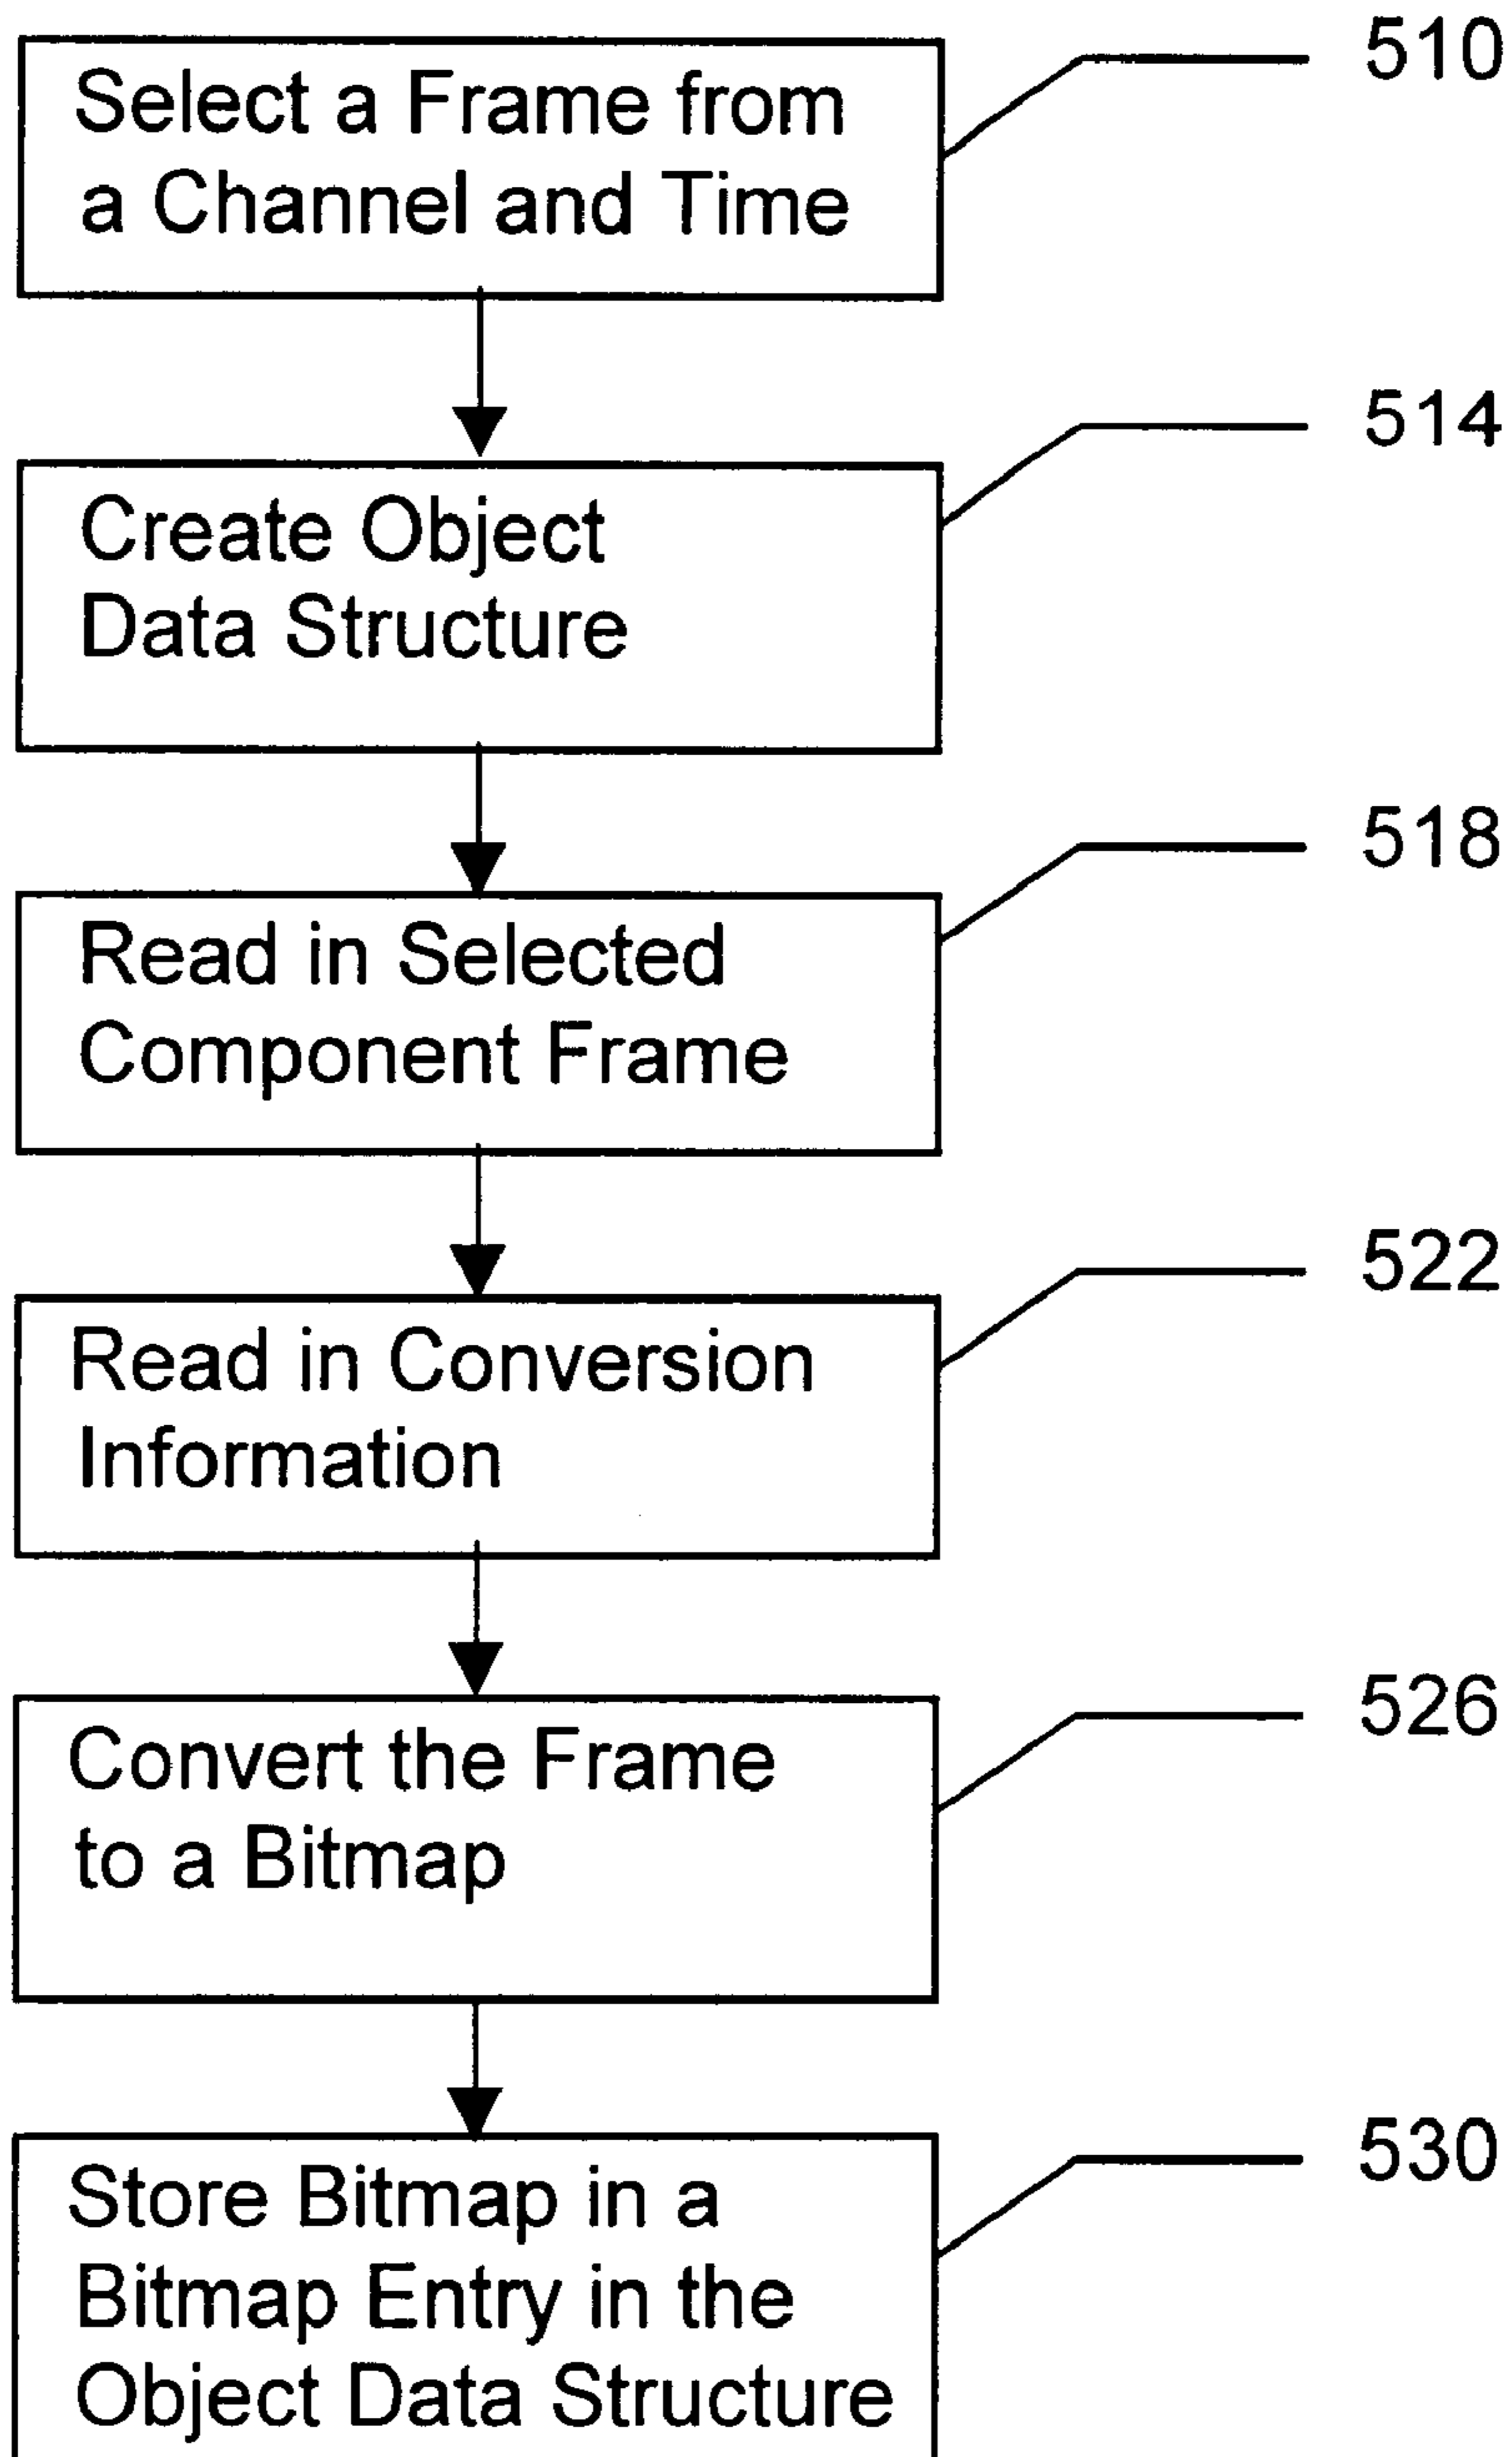 510
Select a Frame from
a Channel and Time
514
Create Object
Data Structure
518
Read in Selected
Component Frame
522
Read in Conversion
Information
526
Convert the Frame
to a Bitmap
530
Store Bitmap in a
Bitmap Entry in the
Object Data Structure